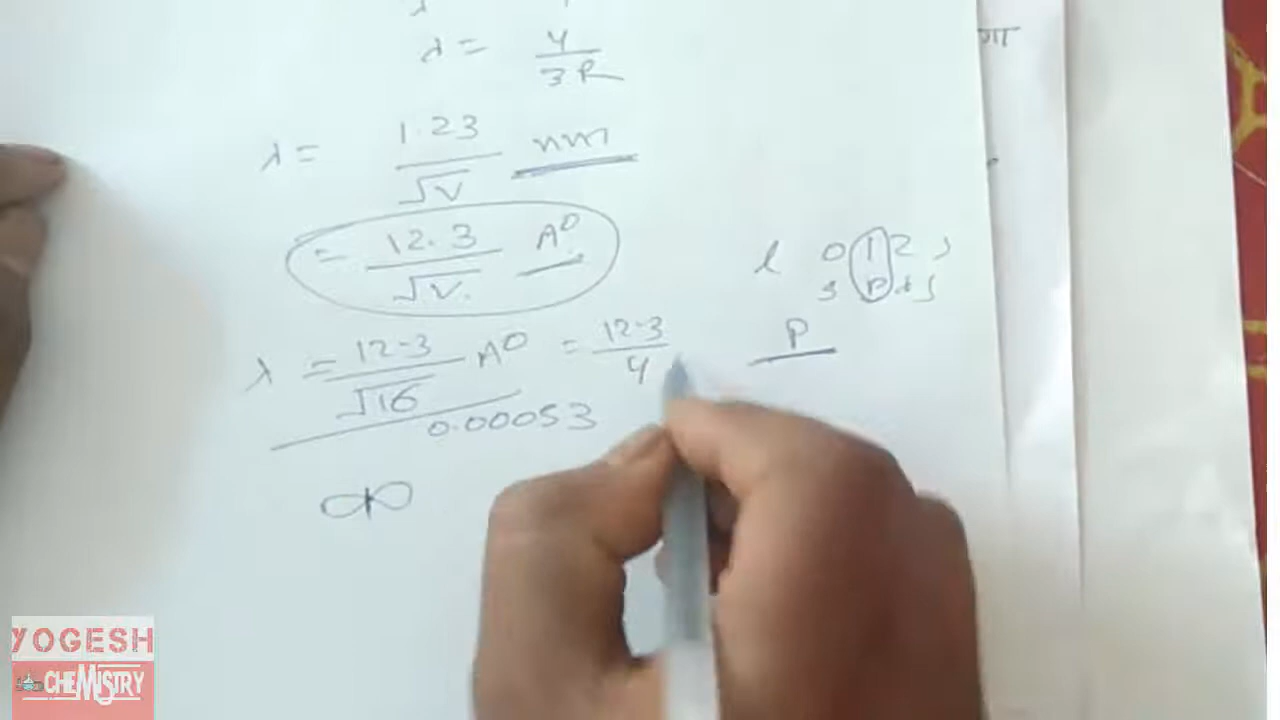 λ = 4/3R
λ = 1.23/√V nm
= 12.3/√V. A°
l 0 1 2
s p d f
λ = 12.3/√16 A° = 12.3/4
P
0.00053
YOGESH
CHEMISTRY